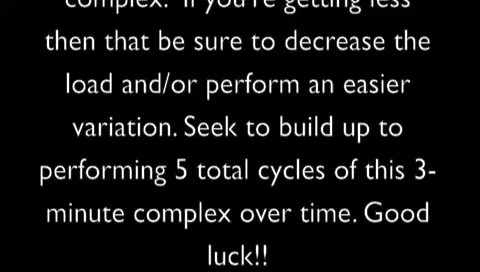 complex. If you're getting less
then that be sure to decrease the
load and/or perform an easier
variation. Seek to build up to
performing 5 total cycles of this 3-
minute complex over time. Good
luck!!